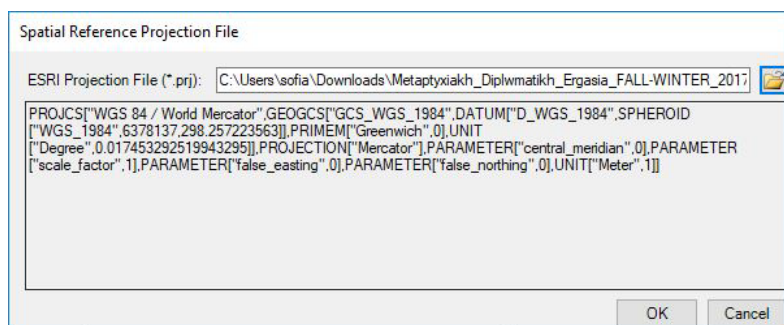 Spatial Reference Projection File
ESRI Projection File (*.prj): C:\Users\sofia\Downloads\Metaptyxiakh_Diplwmatikh_Ergasia_FALL-WINTER_2017
PROJCS["WGS 84 / World Mercator",GEOGCS["GCS_WGS_1984",DATUM["D_WGS_1984",SPHEROID
["WGS_1984",6378137,298.257223563]],PRIMEM["Greenwich",0],UNIT
["Degree",0.017453292519943295]],PROJECTION["Mercator"],PARAMETER["central_meridian",0],PARAMETER
["scale_factor",1],PARAMETER["false_easting",0],PARAMETER["false_northing",0],UNIT["Meter",1]]
OK Cancel